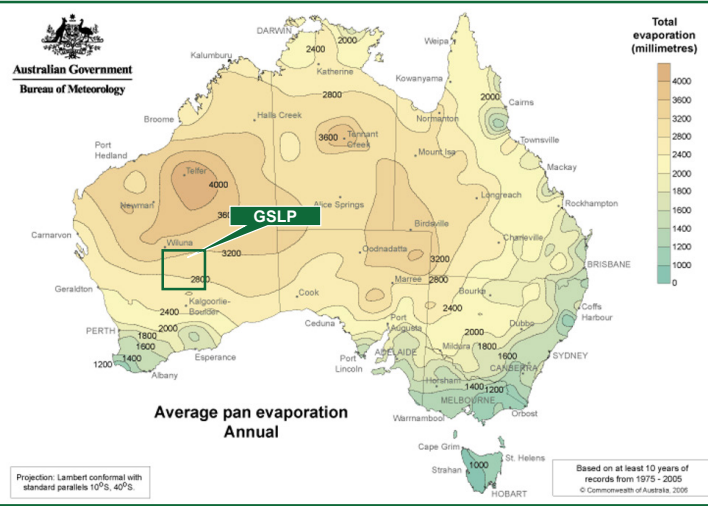 Australian Government
Bureau of Meteorology
Total
evaporation
(millimetres)
4000
3600
3200
2800
2400
2000
1800
1600
1400
1200
1000
0
DARWIN
2400
2000
Katherine
Kalumburu
Weipa
Kowanyama
2800
2000
Cairns
Broome
Halls Creek
3600
Tennant
Creek
Normanton
Townsville
Port
Hedland
Mount Isa
Mackay
Telfer
4000
Newman
Alice Springs
Longreach
Rockhampton
360
GSLP
Birdsville
Carnarvon
Wiluna
3200
Oodnadatta
3200
Charleville
BRISBANE
2800
Marree
Geraldton
Cook
Bourke
Kalgoorlie-
Boulder
2400
2400
Coffs
Harbour
Ceduna
Port
Augusta
PERTH
2000
1800
1600
1400
1200
Esperance
Albany
Port
Lincoln
ADELAIDE
2000
Dubbo
Mildura
1800
1600
SYDNEY
CANBERRA
Horsham
1400
1200
MELBOURNE
Warrnambool
Orbost
Average pan evaporation
Annual
Cape Grim
St. Helens
1000
Strahan
HOBART
Projection: Lambert conformal with
standard parallels 10°S, 40°S.
Based on at least 10 years of
records from 1975 - 2005
© Commonwealth of Australia, 2006